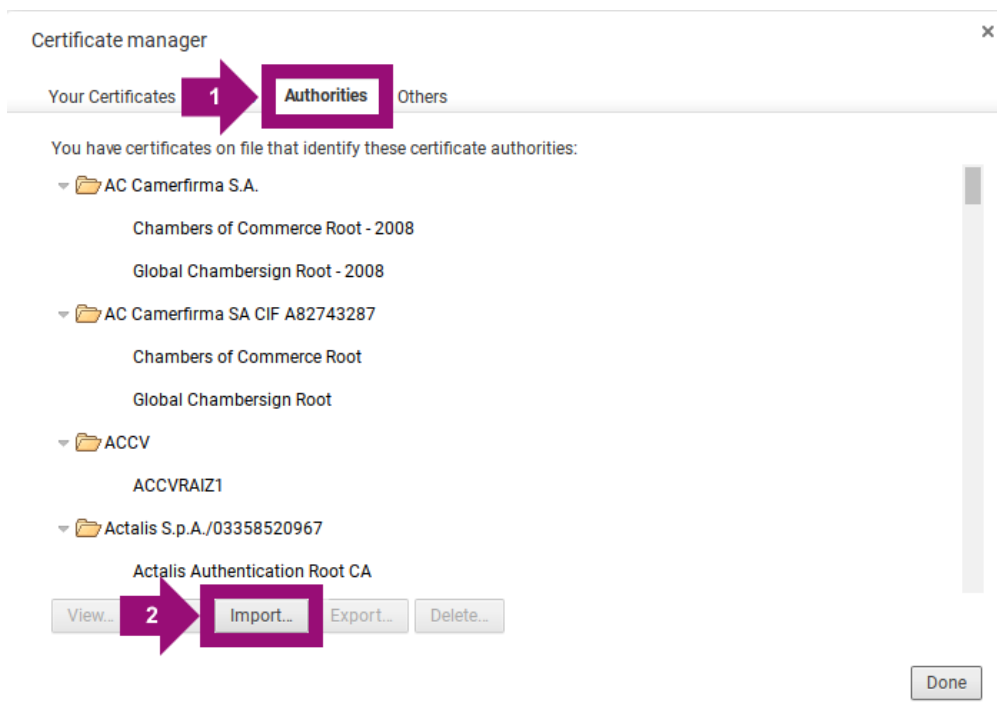 Certificate manager
×
Your Certificates 1 Authorities Others
You have certificates on file that identify these certificate authorities:
AC Camerfirma S.A.
Chambers of Commerce Root - 2008
Global Chambersign Root - 2008
AC Camerfirma SA CIF A82743287
Chambers of Commerce Root
Global Chambersign Root
ACCV
ACCVRAIZ1
Actalis S.p.A./03358520967
Actalis Authentication Root CA
View... 2 Import... Export... Delete...
Done